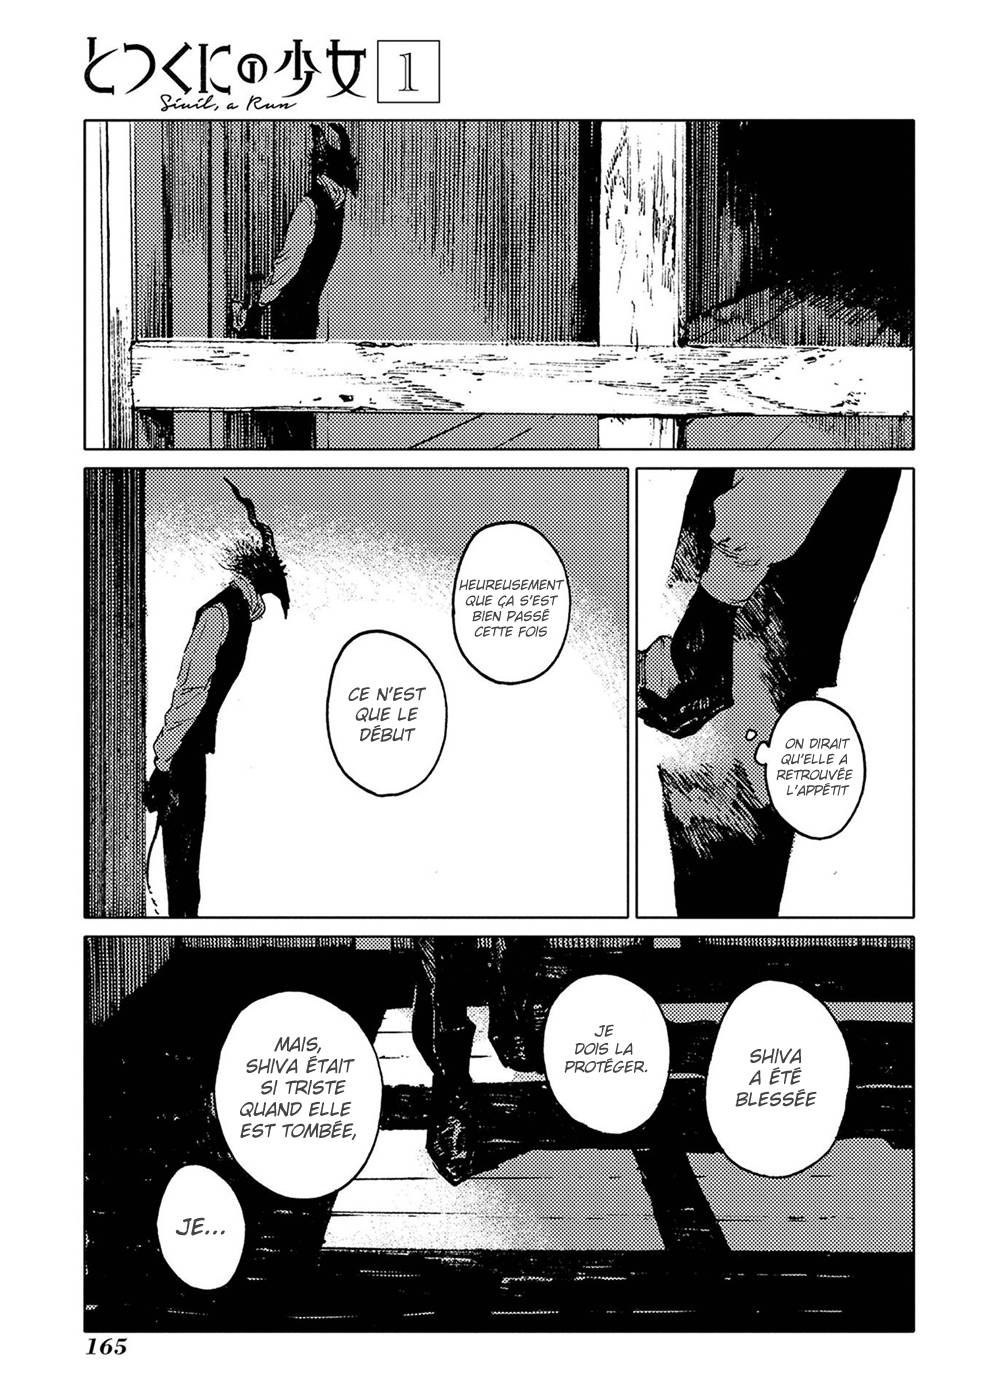 とつくにの少女 1
Siúil, a Run
ON DIRAIT
QU'ELLE A
RETROUVÉE
L'APPÉTIT
HEUREUSEMENT
QUE ÇA S'EST
BIEN PASSÉ
CETTE FOIS
CE N'EST
QUE LE
DÉBUT
SHIVA
A ÉTÉ
BLESSÉE
JE
DOIS LA
PROTÉGER.
MAIS,
SHIVA ÉTAIT
SI TRISTE
QUAND ELLE
EST TOMBÉE,
JE...
165